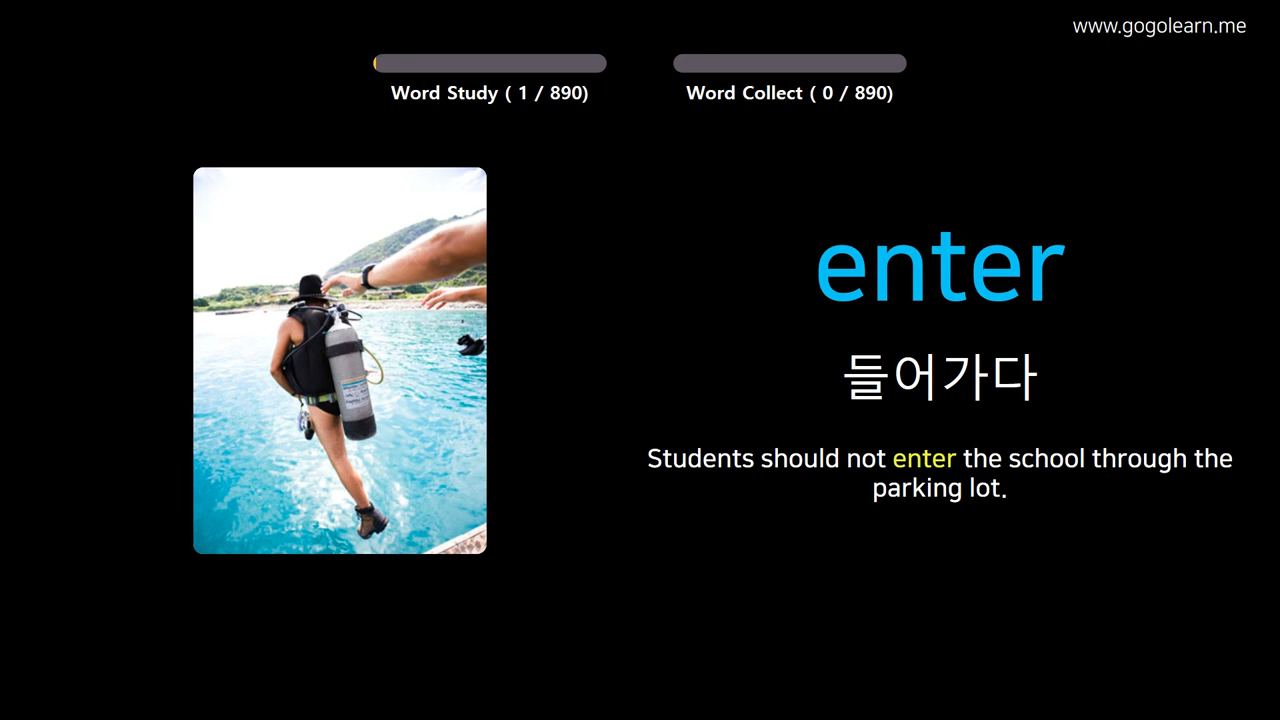 www.gogolearn.me
Word Study ( 1 / 890)
Word Collect ( 0 / 890)
enter
들어가다
Students should not enter the school through the
parking lot.